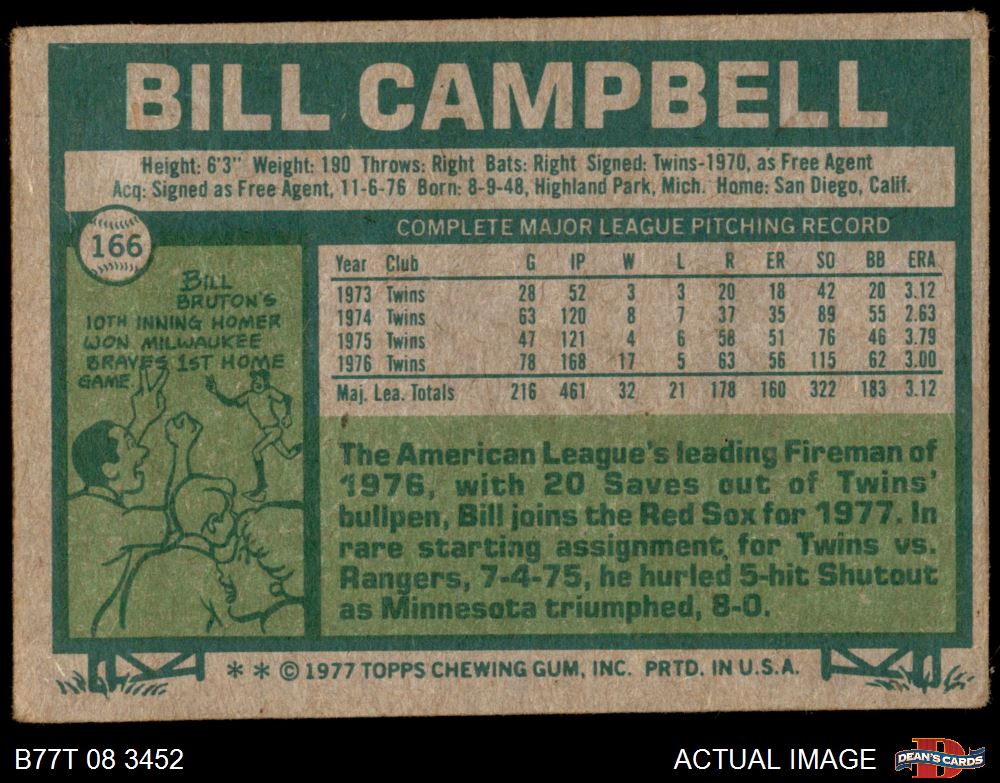 BILL CAMPBELL
Height: 6'3" Weight: 190 Throws: Right Bats: Right Signed: Twins-1970, as Free Agent
Acq: Signed as Free Agent, 11-6-76 Born: 8-9-48, Highland Park, Mich. Home: San Diego, Calif.
166
BILL
BRUTON'S
10TH INNING HOMER
WON MILWAUKEE
BRAVES 1ST HOME
GAME.
COMPLETE MAJOR LEAGUE PITCHING RECORD
Year Club G IP W L R ER SO BB ERA
1973 Twins 28 52 3 3 20 18 42 20 3.12
1974 Twins 63 120 8 7 37 35 89 55 2.63
1975 Twins 47 121 4 6 58 51 76 46 3.79
1976 Twins 78 168 17 5 63 56 115 62 3.00
Maj. Lea. Totals 216 461 32 21 178 160 322 183 3.12
The American League's leading Fireman of
1976, with 20 Saves out of Twins'
bullpen, Bill joins the Red Sox for 1977. In
rare starting assignment, for Twins vs.
Rangers, 7-4-75, he hurled 5-hit Shutout
as Minnesota triumphed, 8-0.
* * © 1977 TOPPS CHEWING GUM, INC. PRTD. IN U.S.A.
B77T 08 3452
ACTUAL IMAGE
D
DEAN'S CARDS